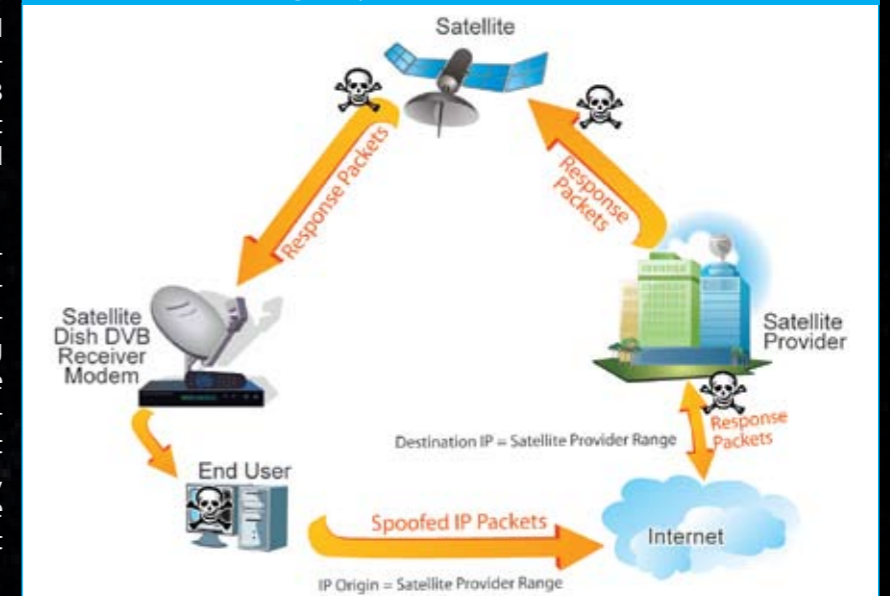 Satellite
Response Packets
Response
Packets
Satellite
Dish DVB
Receiver
Modem
Satellite
Provider
Destination IP = Satellite Provider Range
Response
Packets
End User
Spoofed IP Packets
Internet
IP Origin = Satellite Provider Range